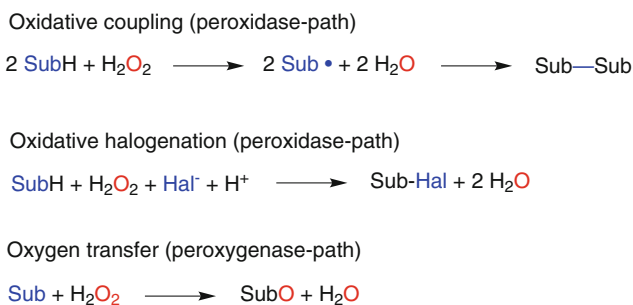 Oxidative coupling (peroxidase-path)
2 SubH + H₂O₂ ⟶ 2 Sub • + 2 H₂O ⟶ Sub—Sub
Oxidative halogenation (peroxidase-path)
SubH + H₂O₂ + Hal⁻ + H⁺ ⟶ Sub-Hal + 2 H₂O
Oxygen transfer (peroxygenase-path)
Sub + H₂O₂ ⟶ SubO + H₂O